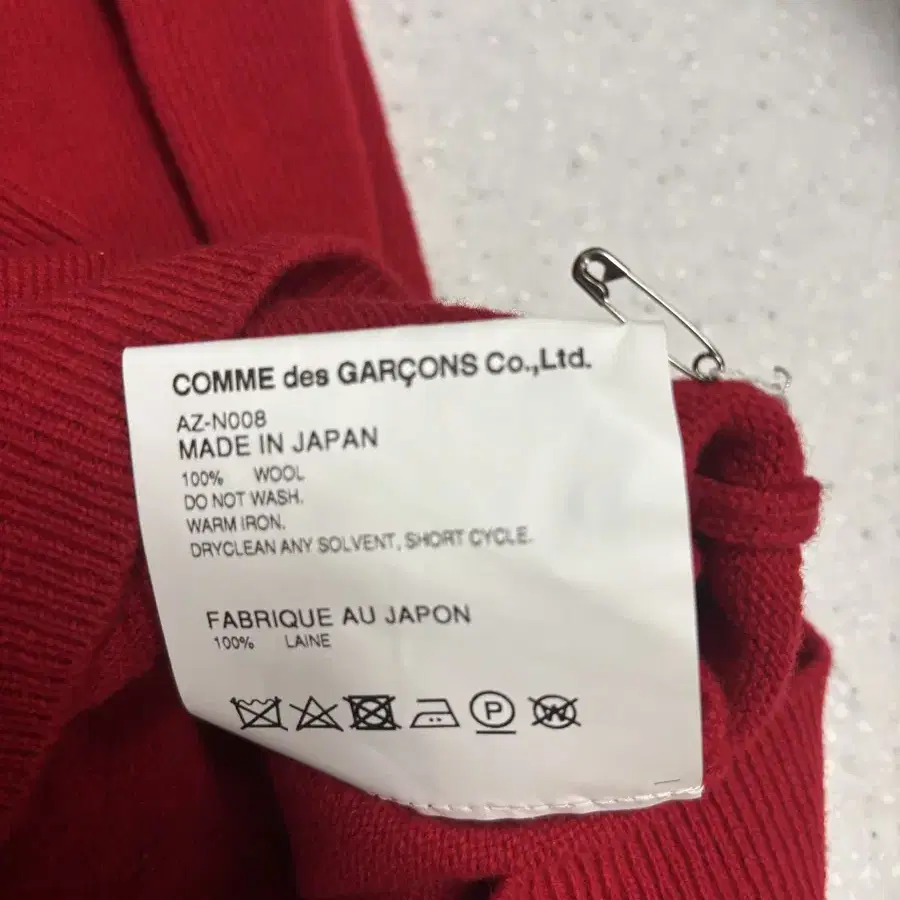 COMME des GARÇONS Co.,Ltd.
AZ-N008
MADE IN JAPAN
100% WOOL
DO NOT WASH.
WARM IRON.
DRYCLEAN ANY SOLVENT, SHORT CYCLE.
FABRIQUE AU JAPON
100% LAINE
P W